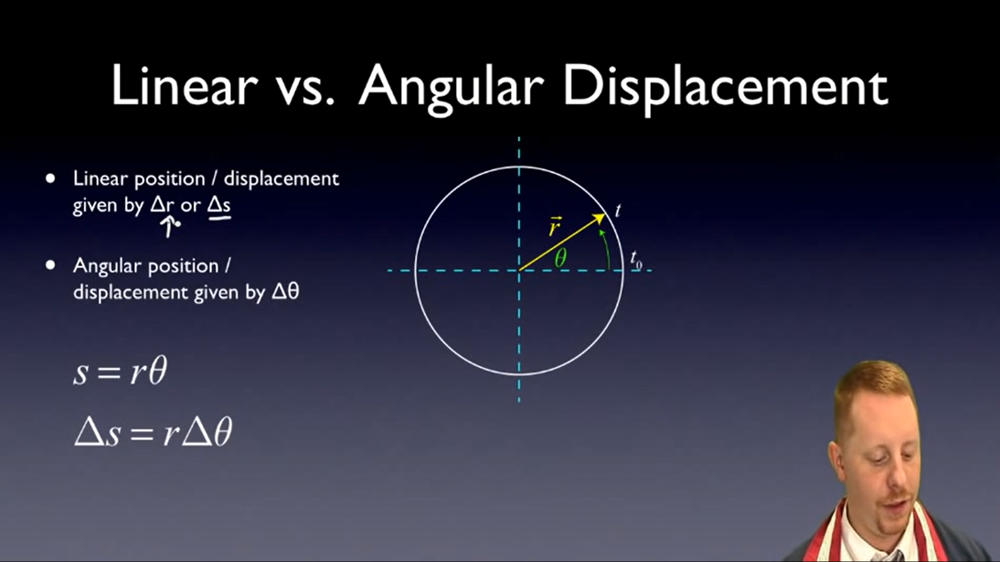 Linear vs. Angular Displacement
• Linear position / displacement
given by Δr or Δs
• Angular position /
displacement given by Δθ
s = rθ
Δs = rΔθ
t
r⃗
θ
t₀